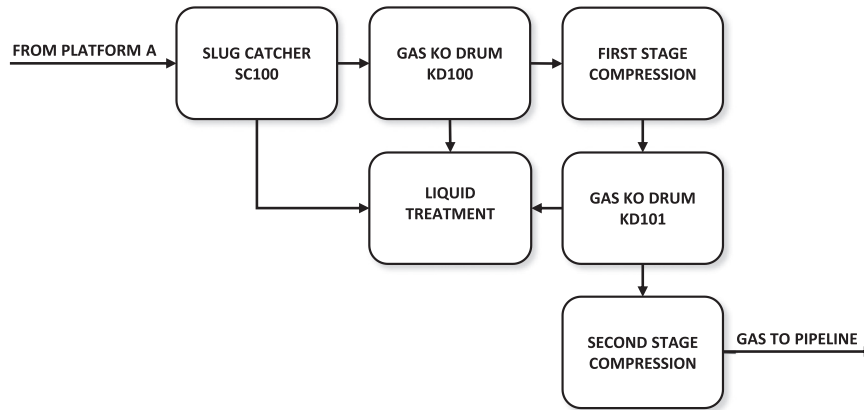 FROM PLATFORM A
SLUG CATCHER
SC100
GAS KO DRUM
KD100
FIRST STAGE
COMPRESSION
LIQUID
TREATMENT
GAS KO DRUM
KD101
SECOND STAGE
COMPRESSION
GAS TO PIPELINE